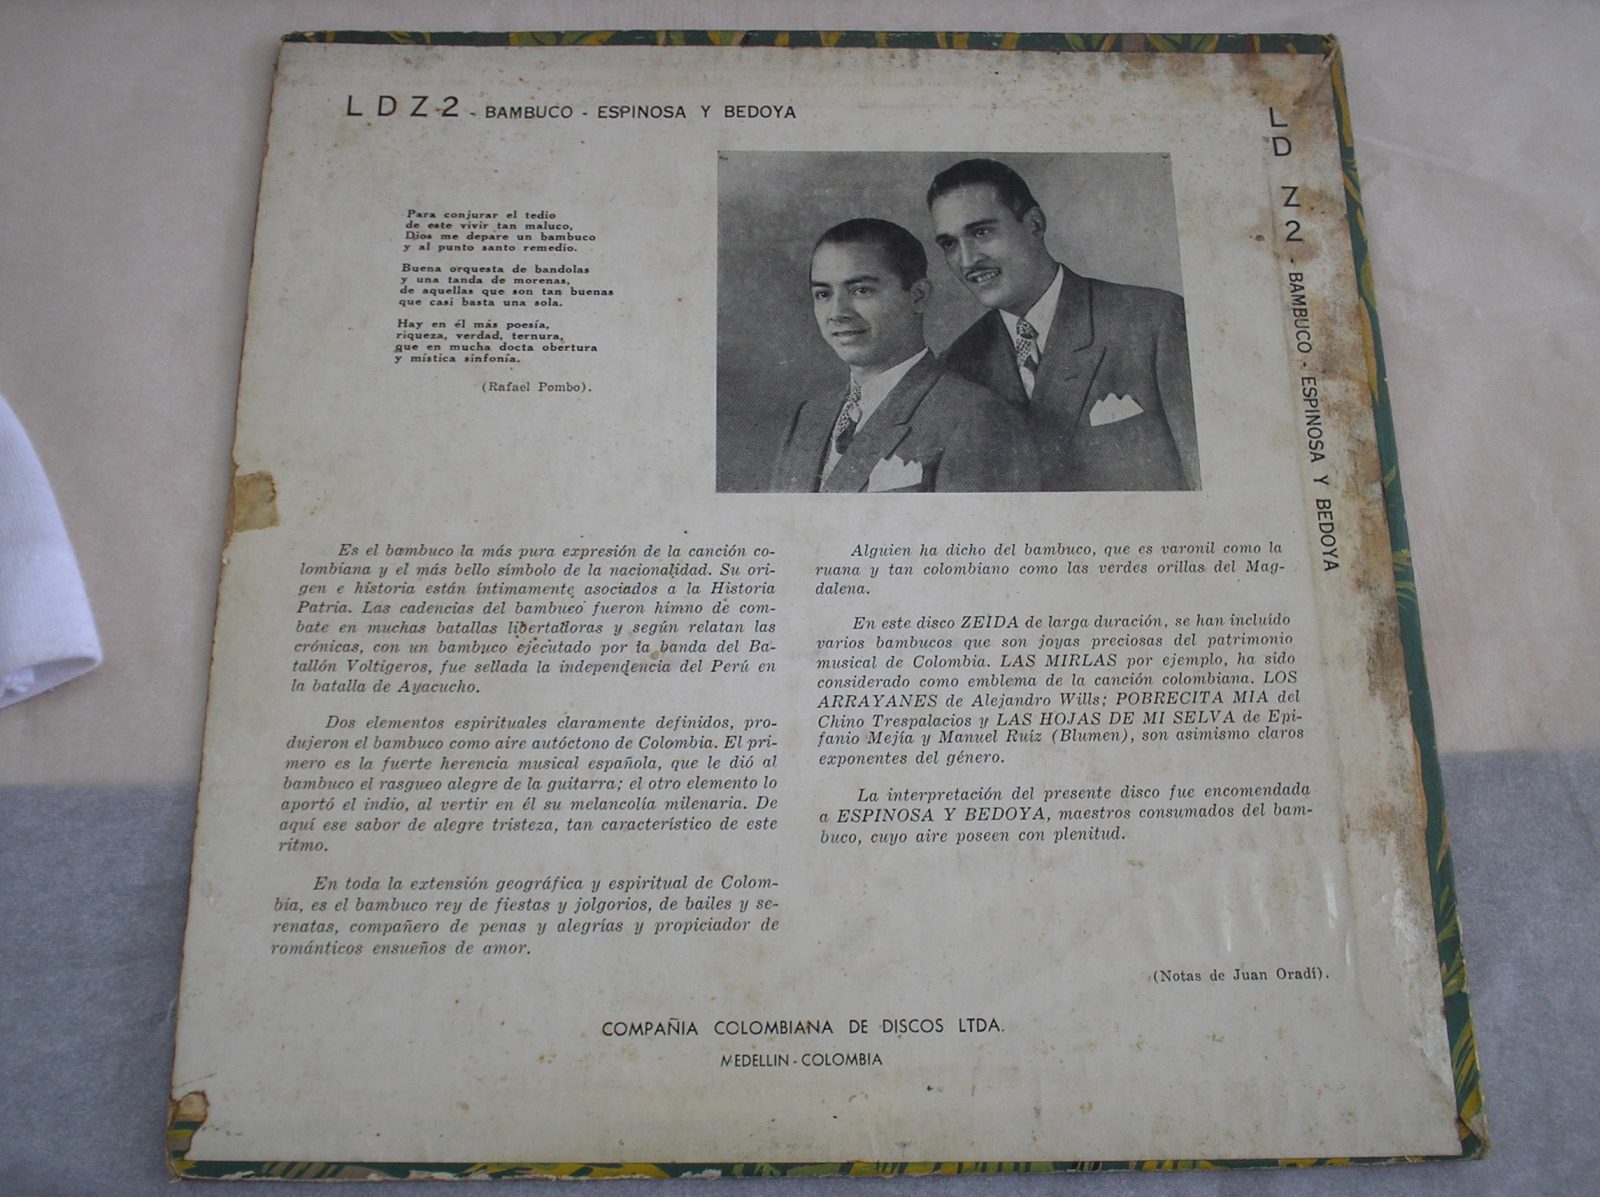 LDZ2 - BAMBUCO - ESPINOSA Y BEDOYA
Para conjurar el tedio
de este vivir tan maluco,
Dios me depare un bambuco
y al punto santo remedio.
Buena orquesta de bandolas
y una tanda de morenas,
de aquellas que son tan buenas
que casi basta una sola.
Hay en él más poesía,
riqueza, verdad, ternura,
que en mucha docta obertura
y mística sinfonía.
(Rafael Pombo).
Es el bambuco la más pura expresión de la canción co-
lombiana y el más bello símbolo de la nacionalidad. Su ori-
gen e historia están íntimamente asociados a la Historia
Patria. Las cadencias del bambuco fueron himno de com-
bate en muchas batallas libertadoras y según relatan las
crónicas, con un bambuco ejecutado por la banda del Ba-
tallón Voltigeros, fue sellada la independencia del Perú en
la batalla de Ayacucho.
Dos elementos espirituales claramente definidos, pro-
dujeron el bambuco como aire autóctono de Colombia. El pri-
mero es la fuerte herencia musical española, que le dió al
bambuco el rasgueo alegre de la guitarra; el otro elemento lo
aportó el indio, al vertir en él su melancolía milenaria. De
aquí ese sabor de alegre tristeza, tan característico de este
ritmo.
En toda la extensión geográfica y espiritual de Colom-
bia, es el bambuco rey de fiestas y jolgorios, de bailes y se-
renatas, compañero de penas y alegrías y propiciador de
románticos ensueños de amor.
Alguien ha dicho del bambuco, que es varonil como la
ruana y tan colombiano como las verdes orillas del Mag-
dalena.
En este disco ZEIDA de larga duración, se han incluído
varios bambucos que son joyas preciosas del patrimonio
musical de Colombia. LAS MIRLAS por ejemplo, ha sido
considerado como emblema de la canción colombiana. LOS
ARRAYANES de Alejandro Wills; POBRECITA MIA del
Chino Trespalacios y LAS HOJAS DE MI SELVA de Epi-
fanio Mejía y Manuel Ruíz (Blumen), son asimismo claros
exponentes del género.
La interpretación del presente disco fue encomendada
a ESPINOSA Y BEDOYA, maestros consumados del bam-
buco, cuyo aire poseen con plenitud.
(Notas de Juan Oradí).
COMPAÑIA COLOMBIANA DE DISCOS LTDA.
MEDELLIN - COLOMBIA
LDZ2 - BAMBUCO - ESPINOSA Y BEDOYA